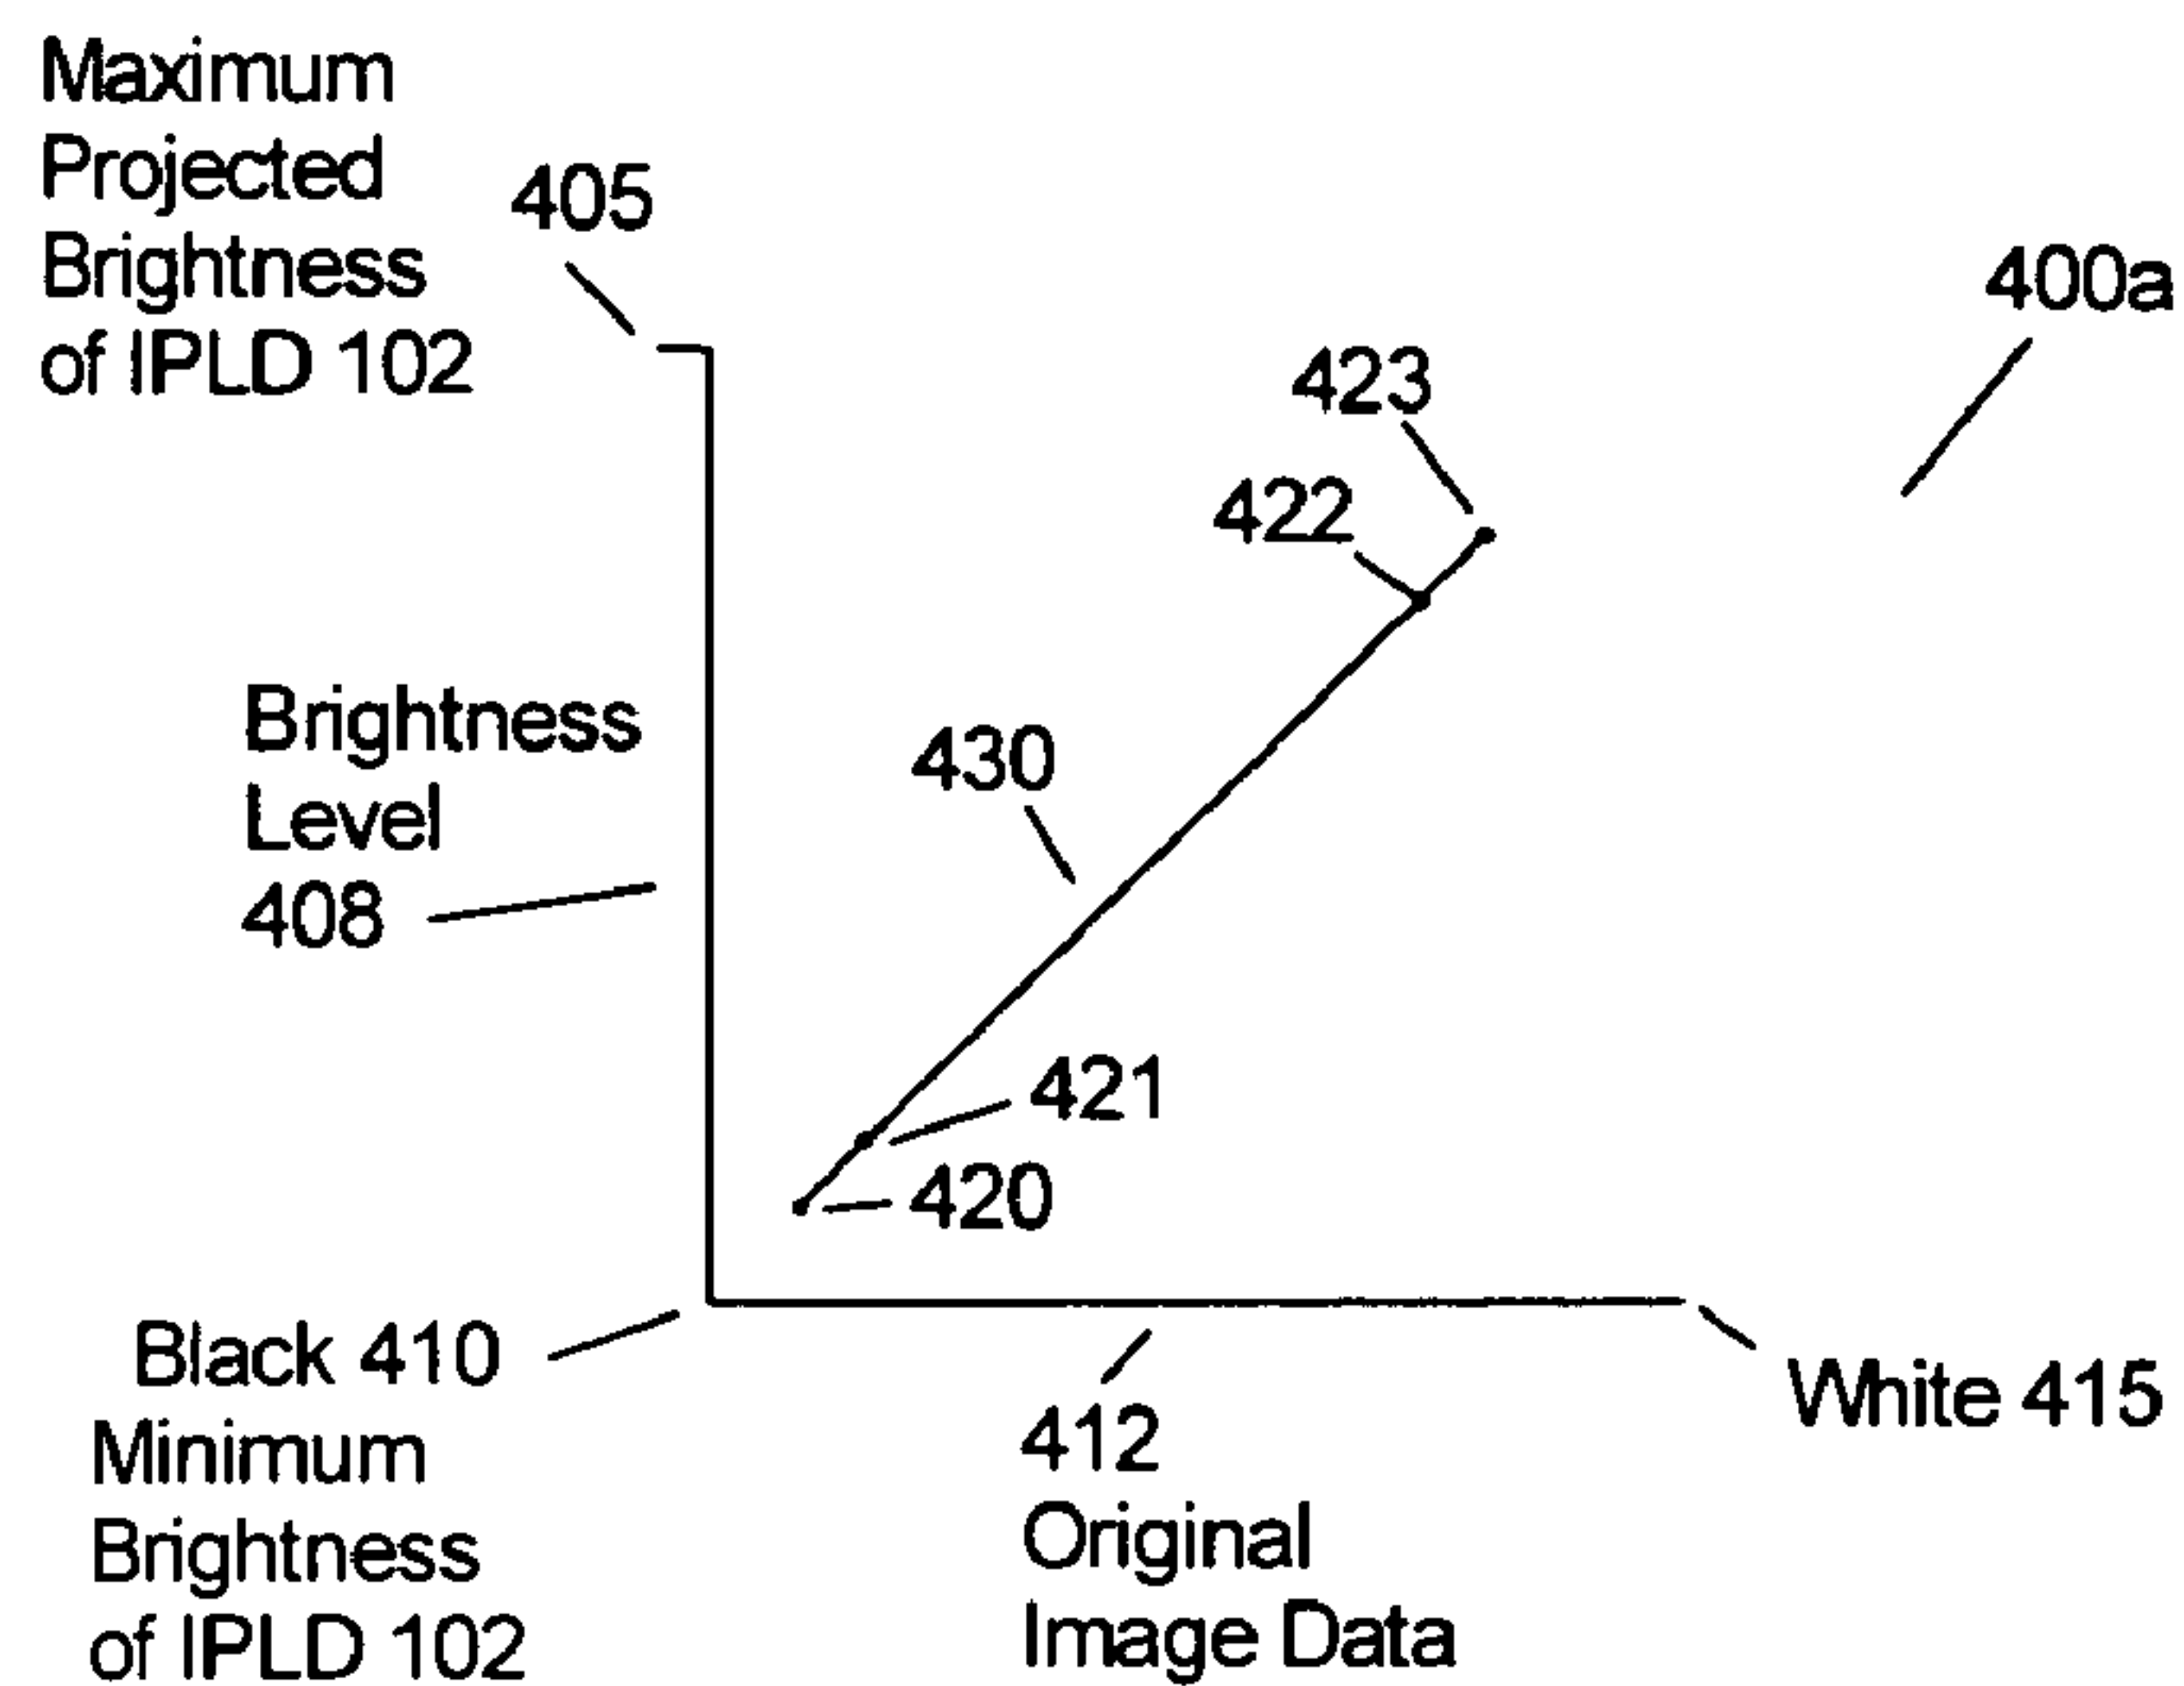 Maximum
Projected
Brightness
of IPLD 102
405
400a
423
422
Brightness
Level
408
430
421
420
Black 410
Minimum
Brightness
of IPLD 102
412
Original
Image Data
White 415